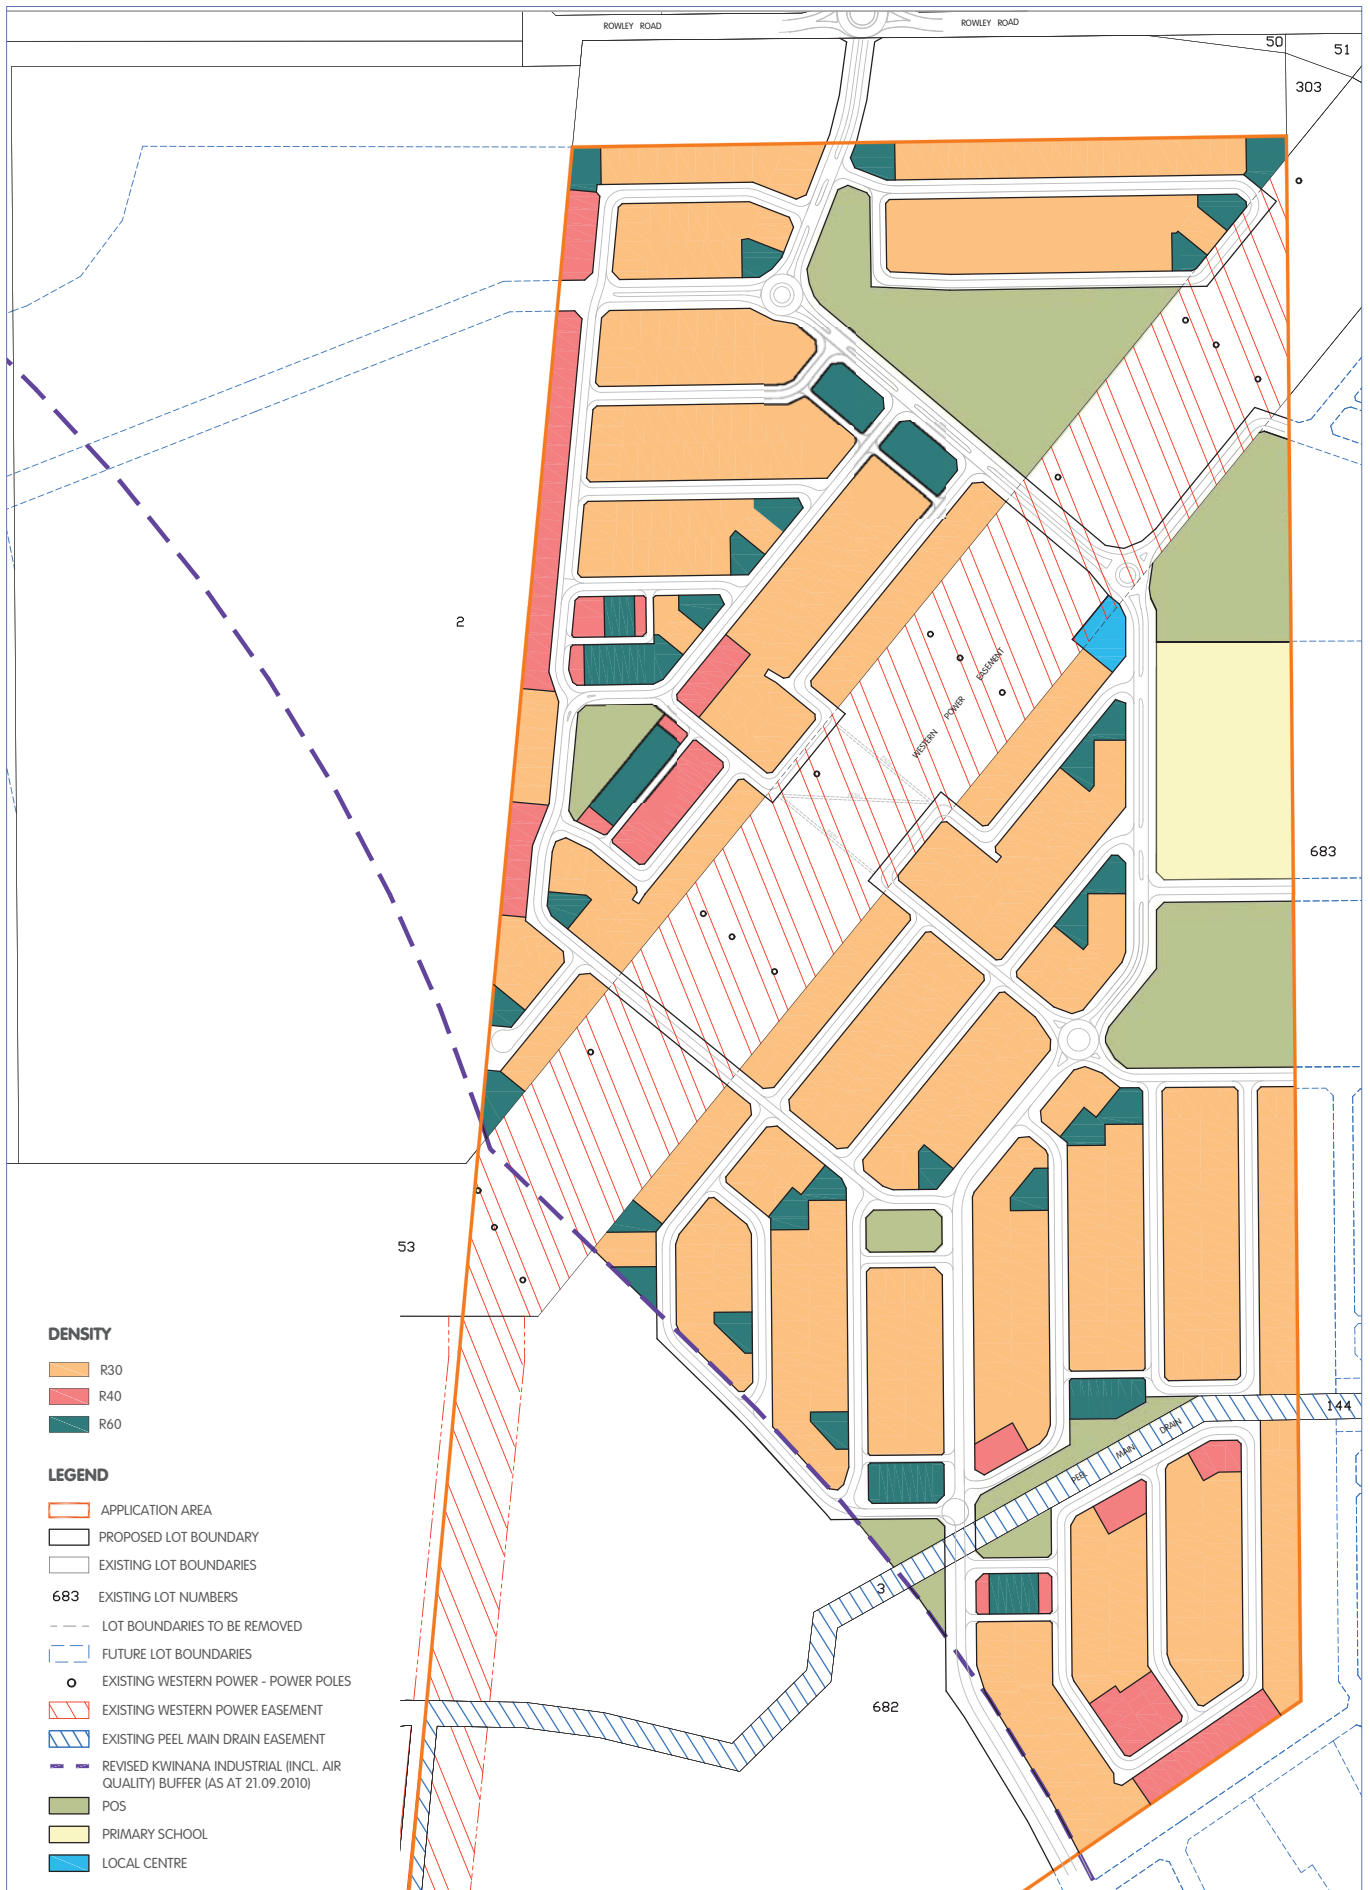 ROWLEY ROAD
ROWLEY ROAD
50
51
303
2
WESTERN POWER EASEMENT
683
53
144
PEEL MAIN DRAIN
3
682
DENSITY
R30
R40
R60
LEGEND
APPLICATION AREA
PROPOSED LOT BOUNDARY
EXISTING LOT BOUNDARIES
683 EXISTING LOT NUMBERS
LOT BOUNDARIES TO BE REMOVED
FUTURE LOT BOUNDARIES
EXISTING WESTERN POWER - POWER POLES
EXISTING WESTERN POWER EASEMENT
EXISTING PEEL MAIN DRAIN EASEMENT
REVISED KWINANA INDUSTRIAL (INCL. AIR
QUALITY) BUFFER (AS AT 21.09.2010)
POS
PRIMARY SCHOOL
LOCAL CENTRE